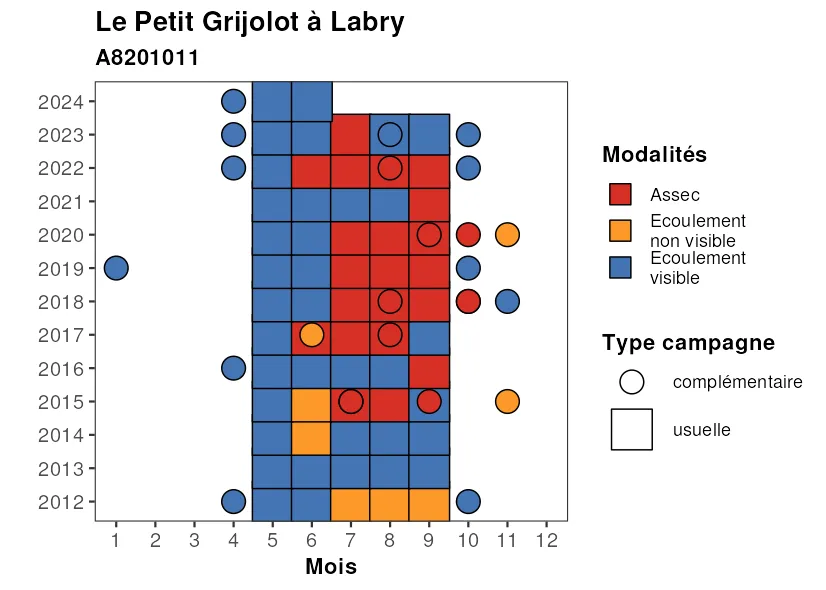 Le Petit Grijolot à Labry
A8201011
2024
2023
2022
2021
2020
2019
2018
2017
2016
2015
2014
2013
2012
1 2 3 4 5 6 7 8 9 10 11 12
Mois
Modalités
Assec
Ecoulement
non visible
Ecoulement
visible
Type campagne
complémentaire
usuelle